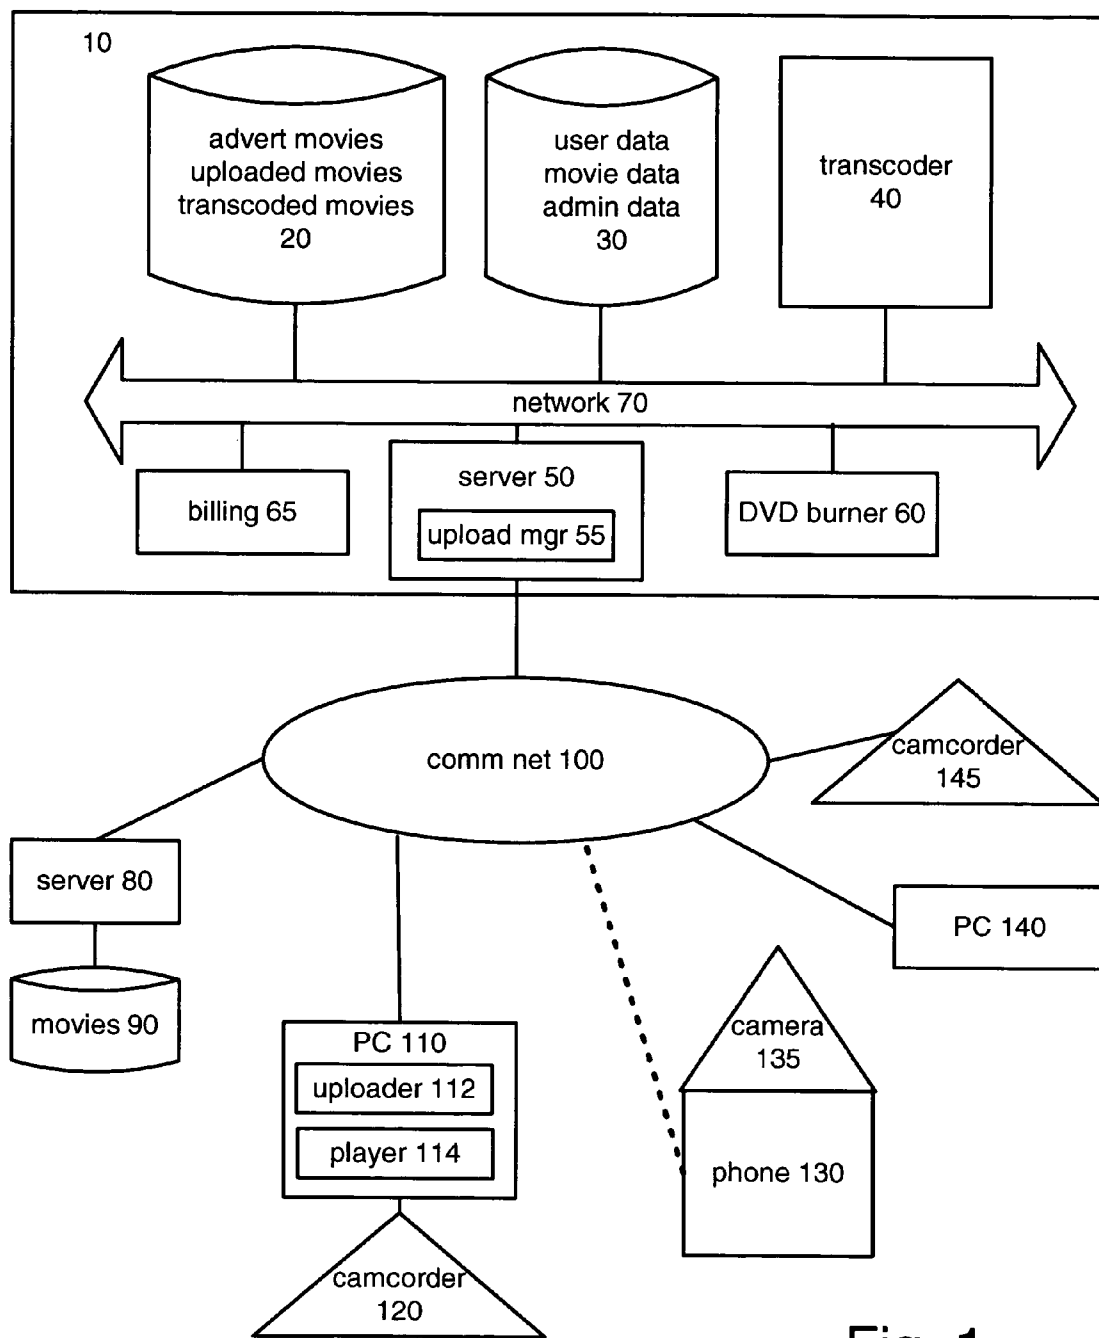 10
advert movies
uploaded movies
transcoded movies
20
user data
movie data
admin data
30
transcoder
40
network 70
billing 65
server 50
upload mgr 55
DVD burner 60
comm net 100
camcorder
145
server 80
movies 90
PC 140
PC 110
uploader 112
player 114
camera
135
phone 130
camcorder
120
Fig. 1